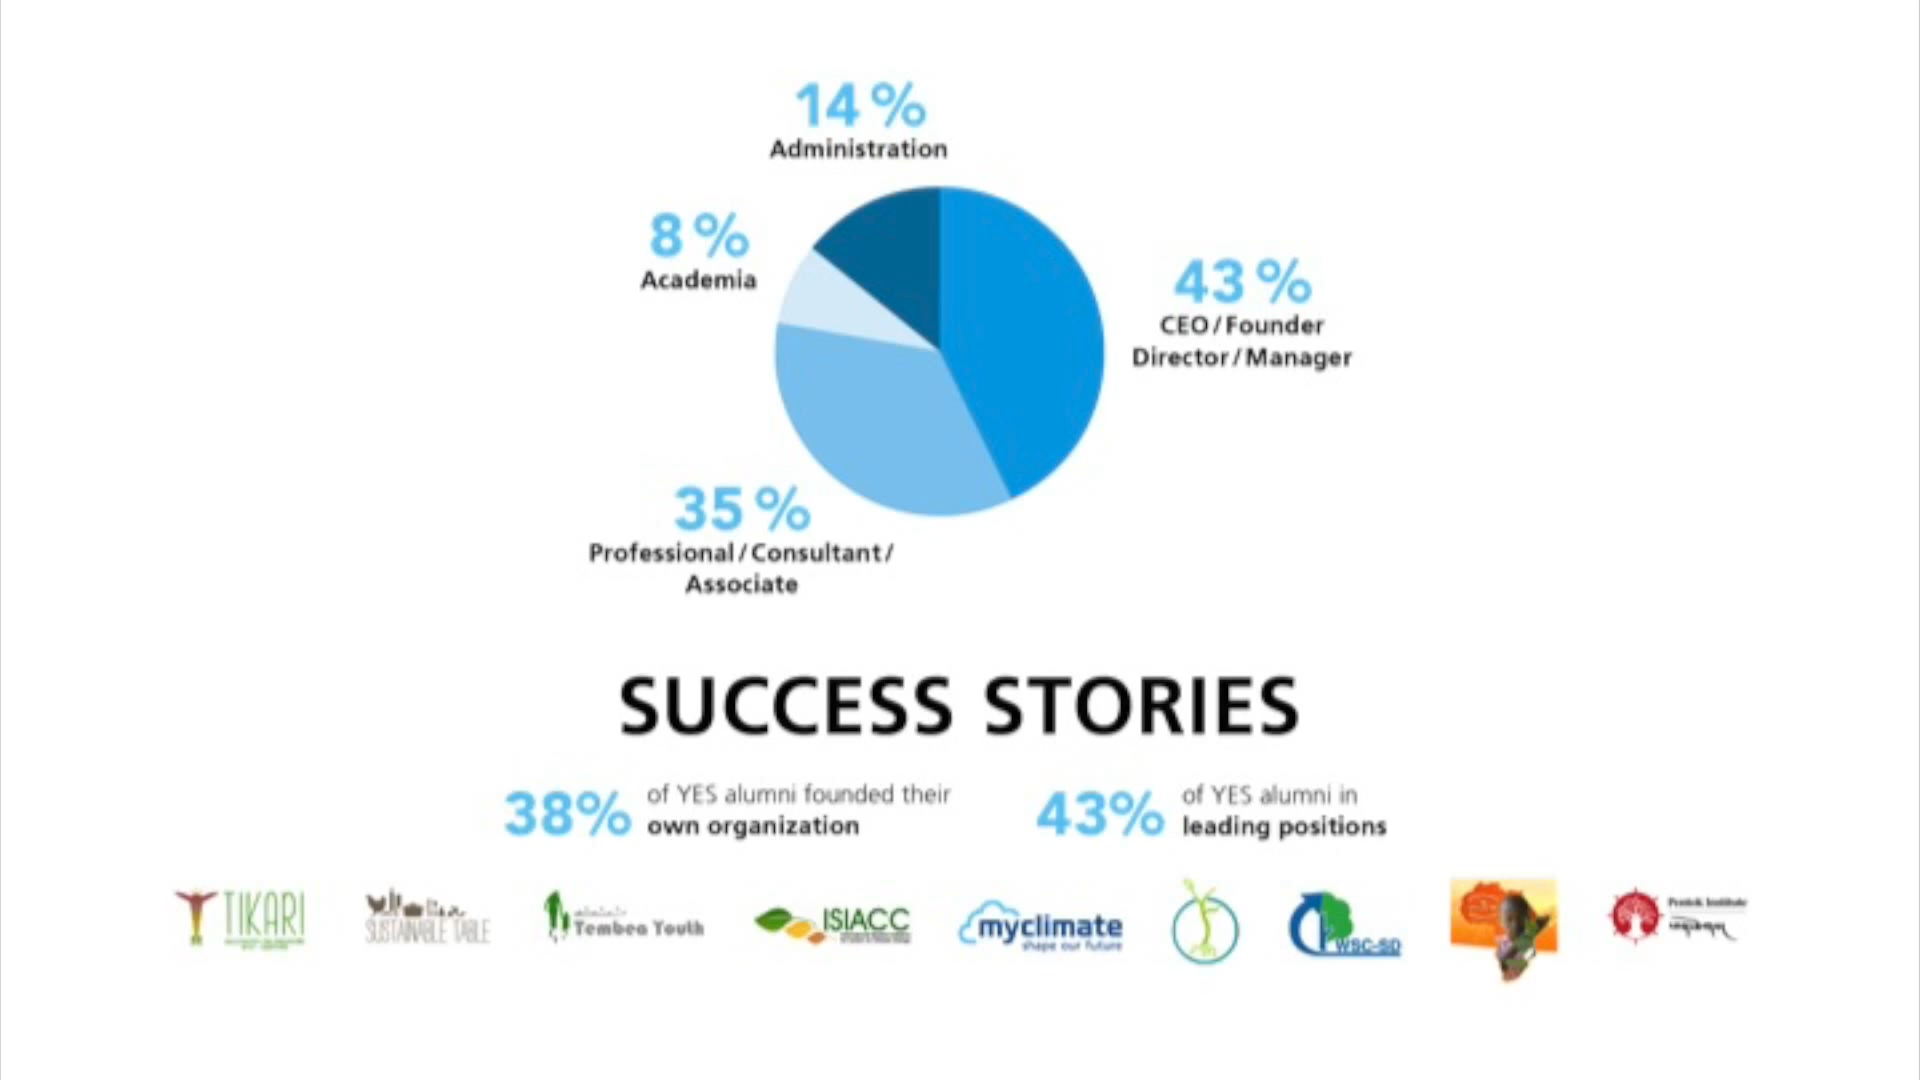 14 %
Administration
8 %
Academia
43 %
CEO / Founder
Director / Manager
35 %
Professional / Consultant /
Associate
SUCCESS STORIES
38% of YES alumni founded their
own organization
43% of YES alumni in
leading positions
TIKARI
SUSTAINABLE TABLE
Tembea Youth
ISIACC
myclimate
shape our future
WSC-SD
Institute